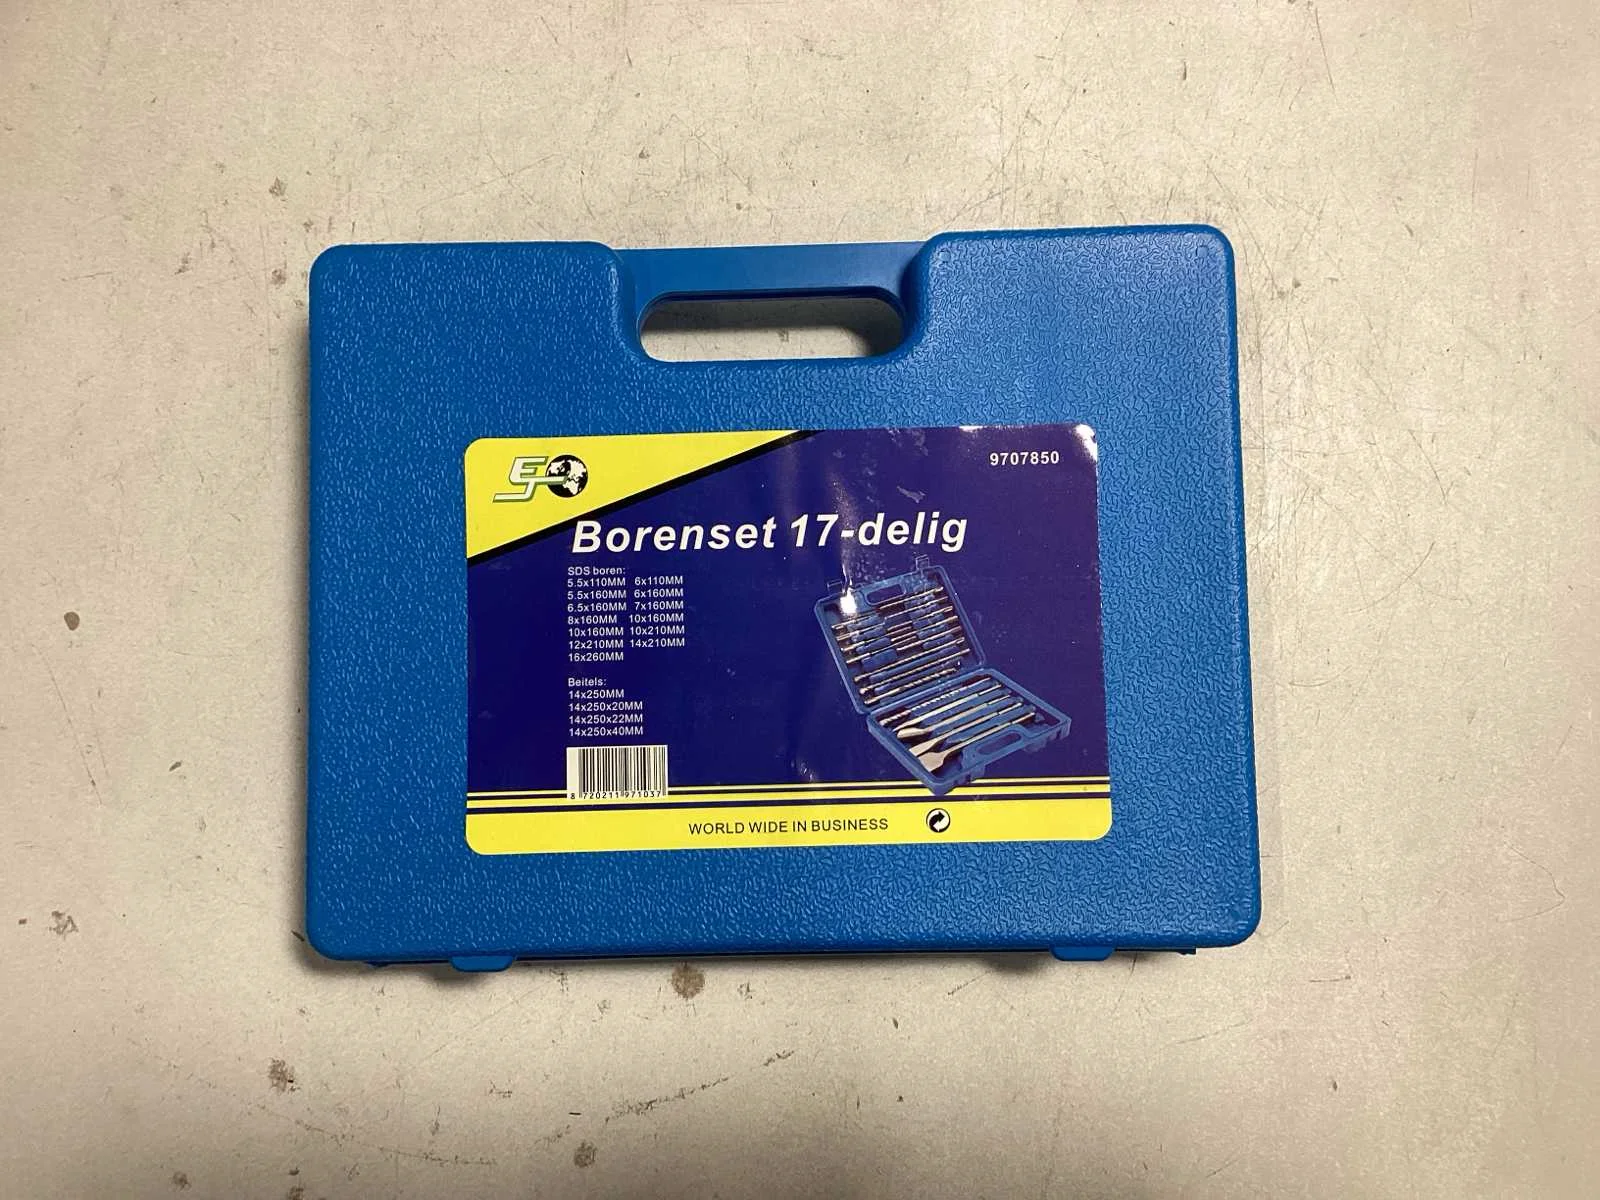 EJ
9707850
Borenset 17-delig
SDS boren:
5.5x110MM 6x110MM
5.5x160MM 6x160MM
6.5x160MM 7x160MM
8x160MM 10x160MM
10x160MM 10x210MM
12x210MM 14x210MM
16x260MM
Beitels:
14x250MM
14x250x20MM
14x250x22MM
14x250x40MM
8 720211 971037
WORLD WIDE IN BUSINESS